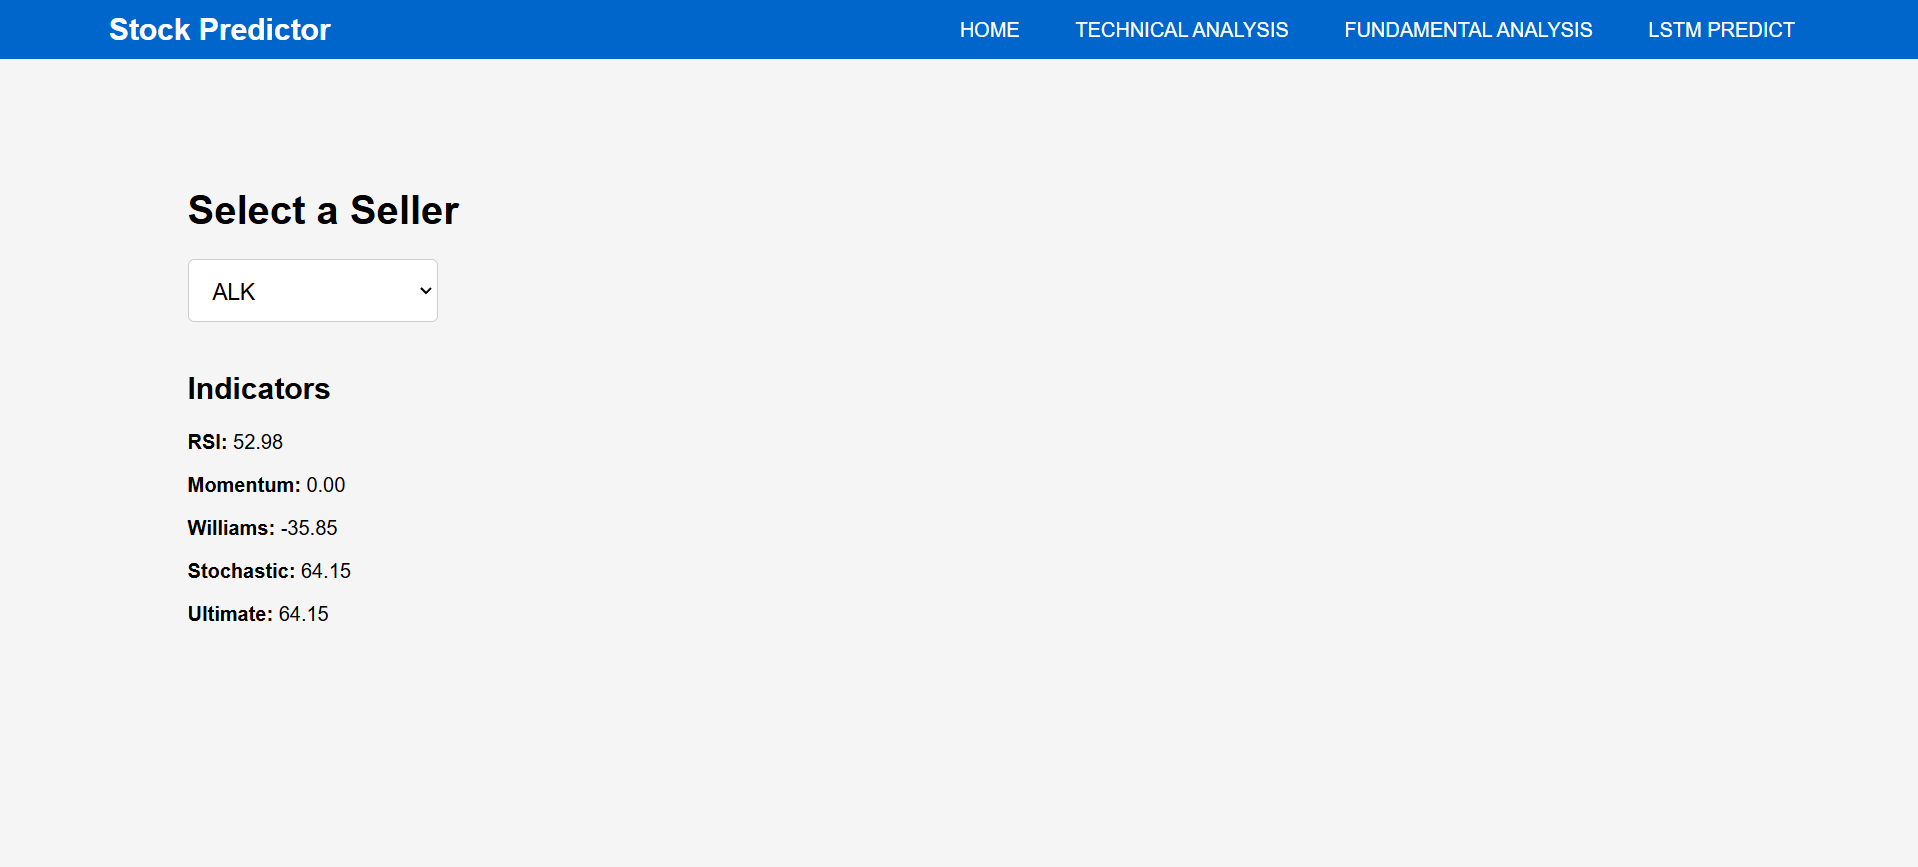 Stock Predictor HOME TECHNICAL ANALYSIS FUNDAMENTAL ANALYSIS LSTM PREDICT
Select a Seller
ALK
Indicators
RSI: 52.98
Momentum: 0.00
Williams: -35.85
Stochastic: 64.15
Ultimate: 64.15